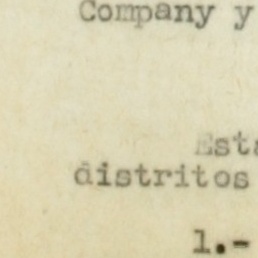 Company y
Esta
distritos
1.-